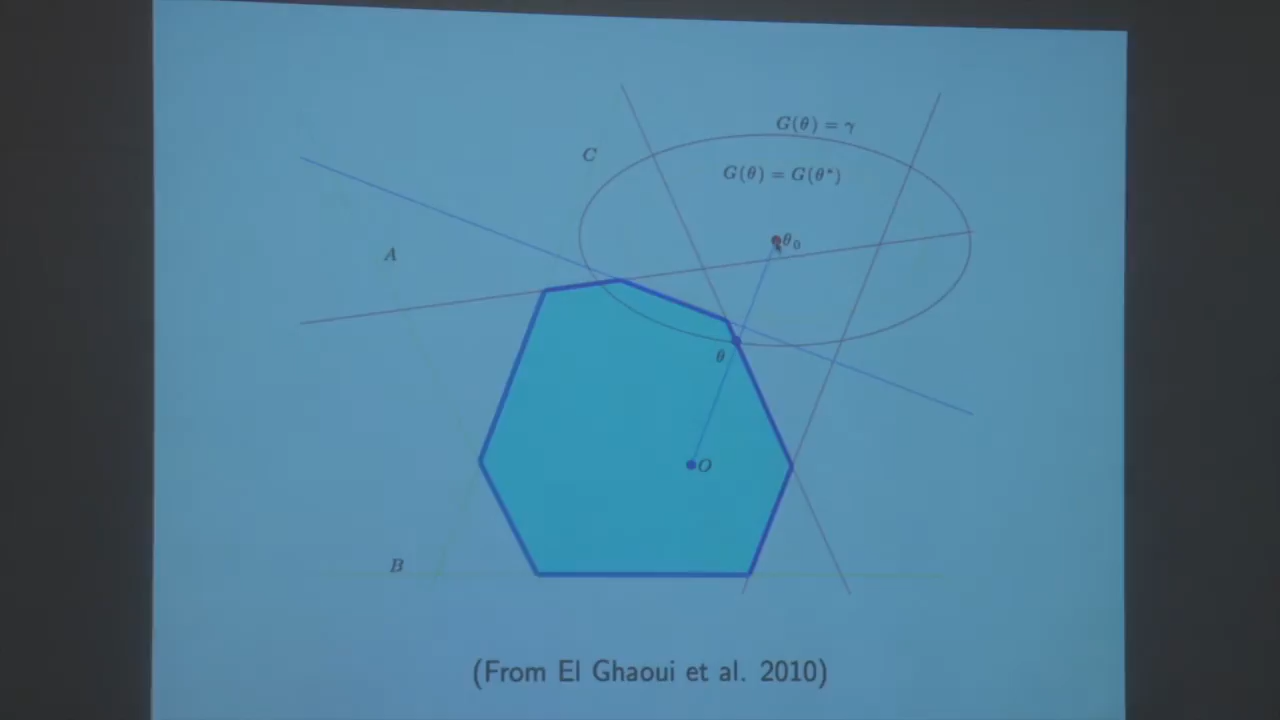 G(θ) = γ
C
G(θ) = G(θ*)
θ₀
A
θ
O
B
(From El Ghaoui et al. 2010)